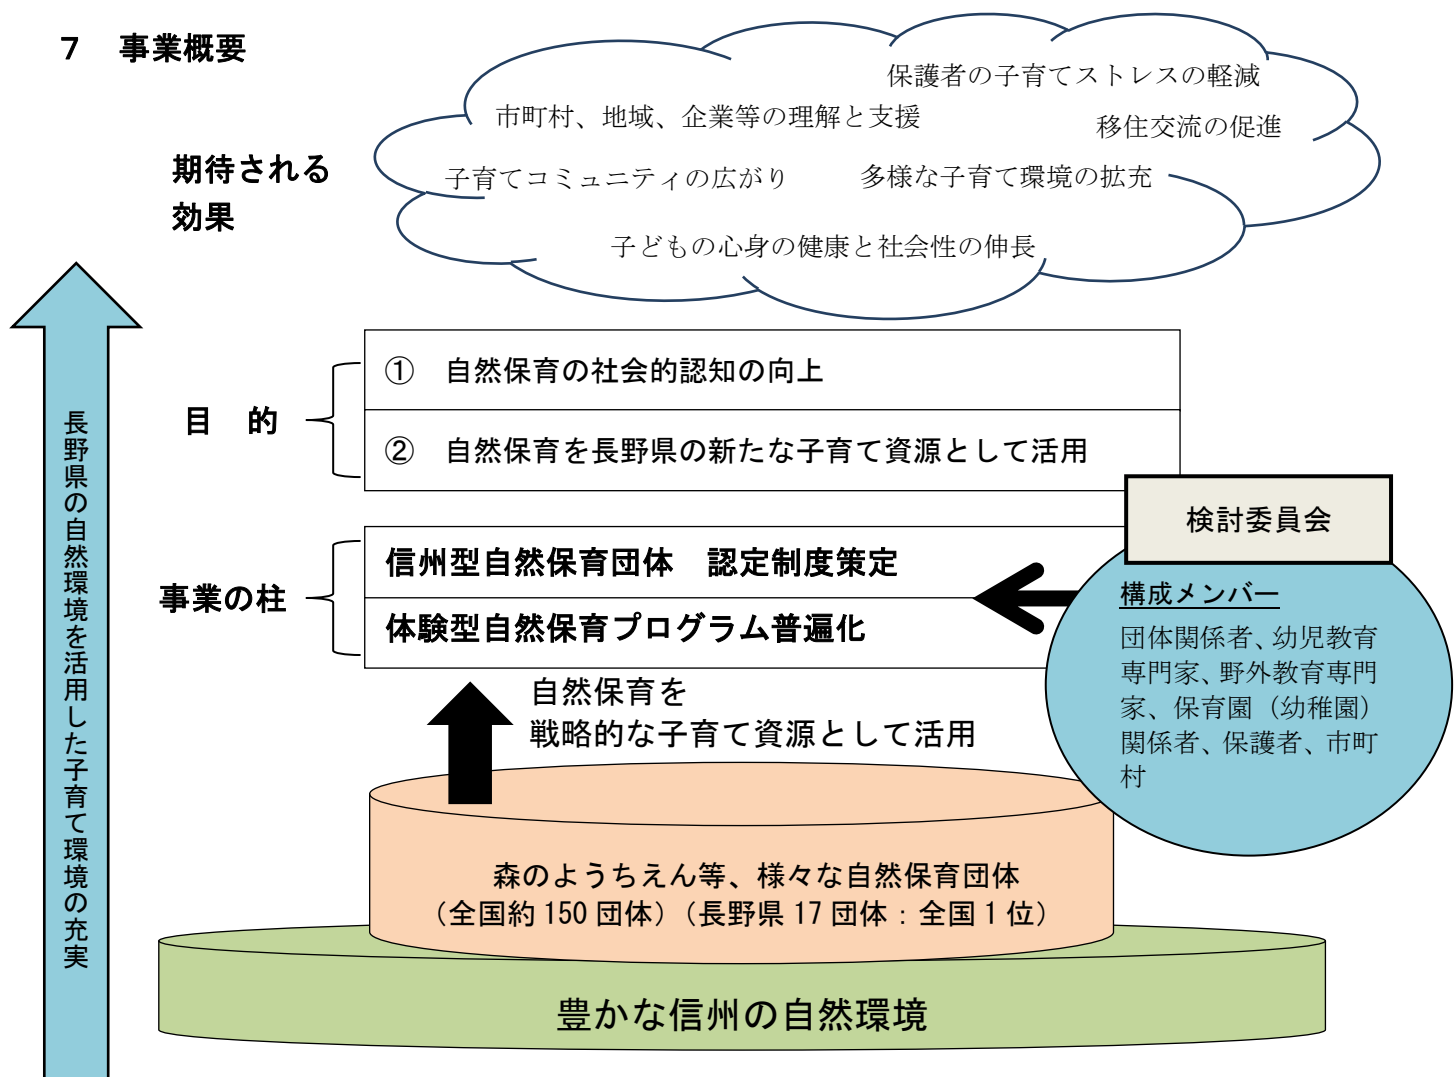 ７　事業概要
期待される
効果
保護者の子育てストレスの軽減
市町村、地域、企業等の理解と支援
移住交流の促進
子育てコミュニティの広がり
多様な子育て環境の拡充
子どもの心身の健康と社会性の伸長
長野県の自然環境を活用した子育て環境の充実
目　的
①　自然保育の社会的認知の向上
②　自然保育を長野県の新たな子育て資源として活用
事業の柱
信州型自然保育団体　認定制度策定
体験型自然保育プログラム普遍化
検討委員会
構成メンバー
団体関係者、幼児教育
専門家、野外教育専門
家、保育園（幼稚園）
関係者、保護者、市町
村
自然保育を
戦略的な子育て資源として活用
森のようちえん等、様々な自然保育団体
（全国約 150 団体）（長野県 17 団体：全国 1 位）
豊かな信州の自然環境